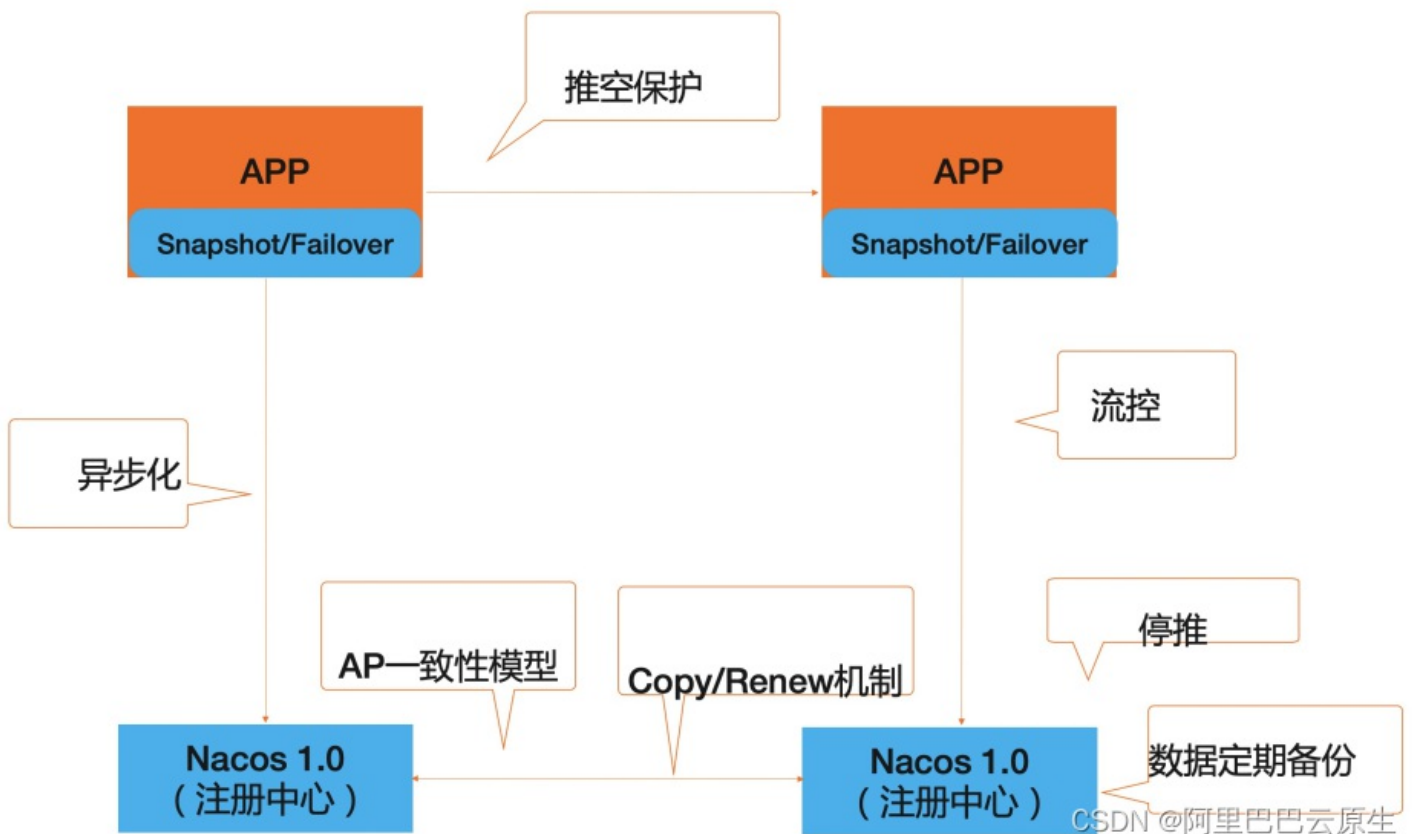 推空保护
APP
APP
Snapshot/Failover
Snapshot/Failover
流控
异步化
停推
AP一致性模型
Copy/Renew机制
Nacos 1.0
（注册中心）
Nacos 1.0
（注册中心）
数据定期备份
CSDN @阿里巴巴云原生